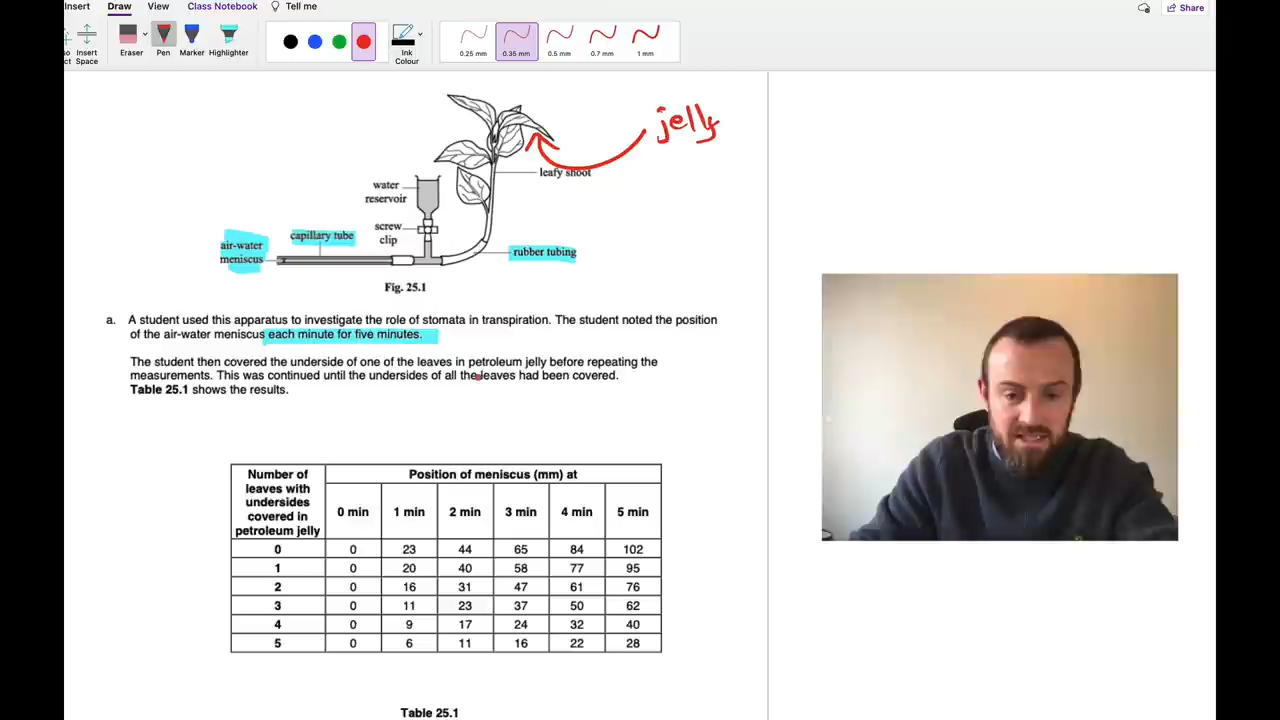 Insert
Draw
View
Class Notebook
Tell me
Share
Insert
Space
Eraser
Pen
Marker
Highlighter
Ink
Colour
0.25 mm
0.35 mm
0.5 mm
0.7 mm
1 mm
jelly
leafy shoot
water
reservoir
screw
clip
capillary tube
air-water
meniscus
rubber tubing
Fig. 25.1
a. A student used this apparatus to investigate the role of stomata in transpiration. The student noted the position
of the air-water meniscus each minute for five minutes.
The student then covered the underside of one of the leaves in petroleum jelly before repeating the
measurements. This was continued until the undersides of all the leaves had been covered.
Table 25.1 shows the results.
Number of
leaves with
undersides
covered in
petroleum jelly
Position of meniscus (mm) at
0 min 1 min 2 min 3 min 4 min 5 min
0 0 23 44 65 84 102
1 0 20 40 58 77 95
2 0 16 31 47 61 76
3 0 11 23 37 50 62
4 0 9 17 24 32 40
5 0 6 11 16 22 28
Table 25.1